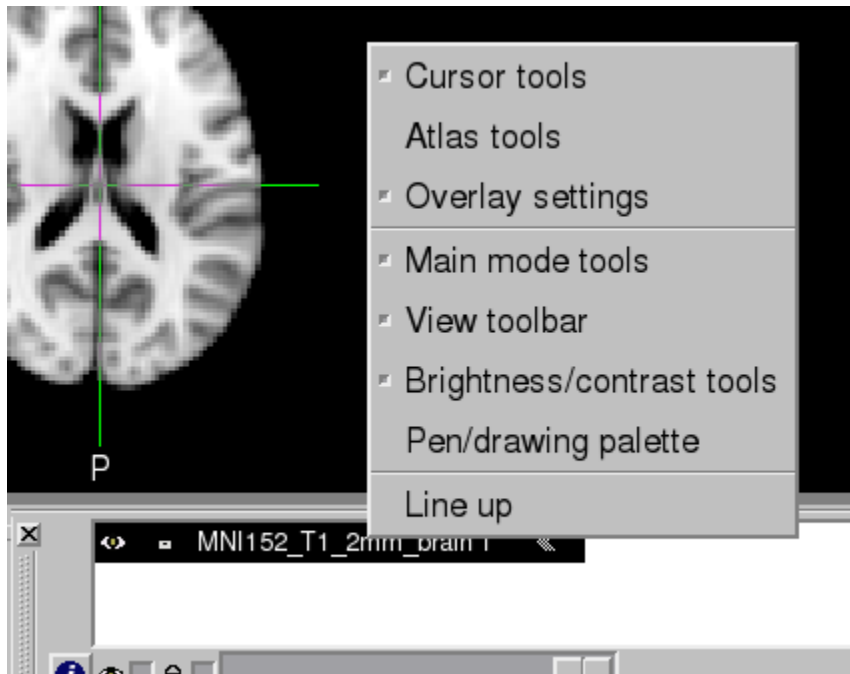 Cursor tools
Atlas tools
Overlay settings
Main mode tools
View toolbar
Brightness/contrast tools
Pen/drawing palette
P
Line up
MNI152_T1_2mm_brain